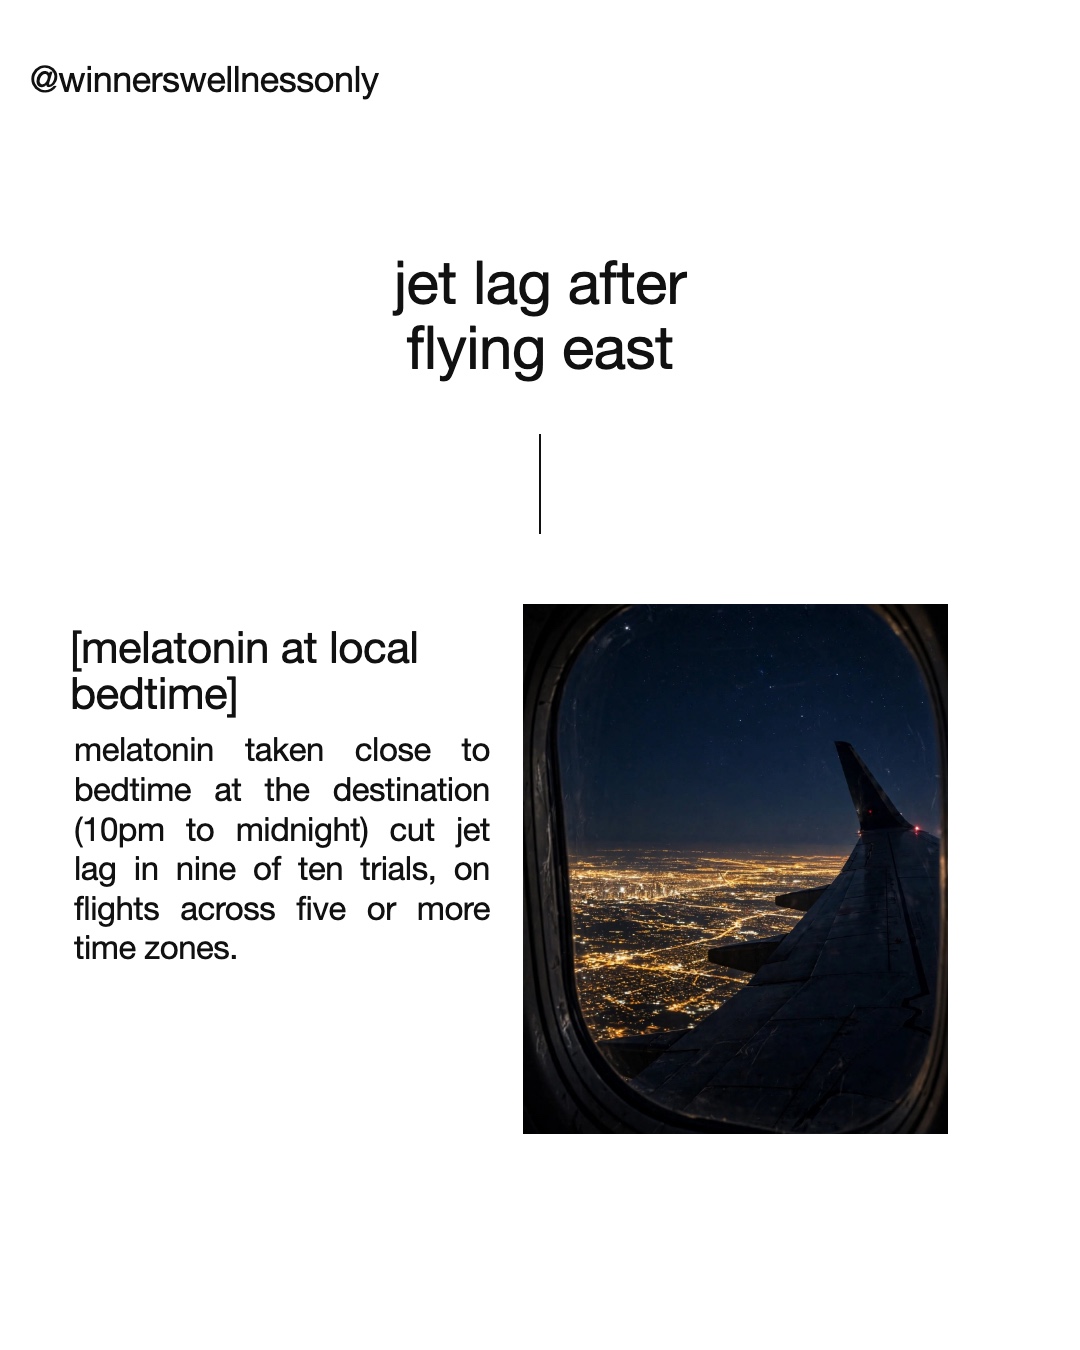 @winnerswellnessonly
jet lag after
flying east
[melatonin at local
bedtime]
melatonin taken close to
bedtime at the destination
(10pm to midnight) cut jet
lag in nine of ten trials, on
flights across five or more
time zones.